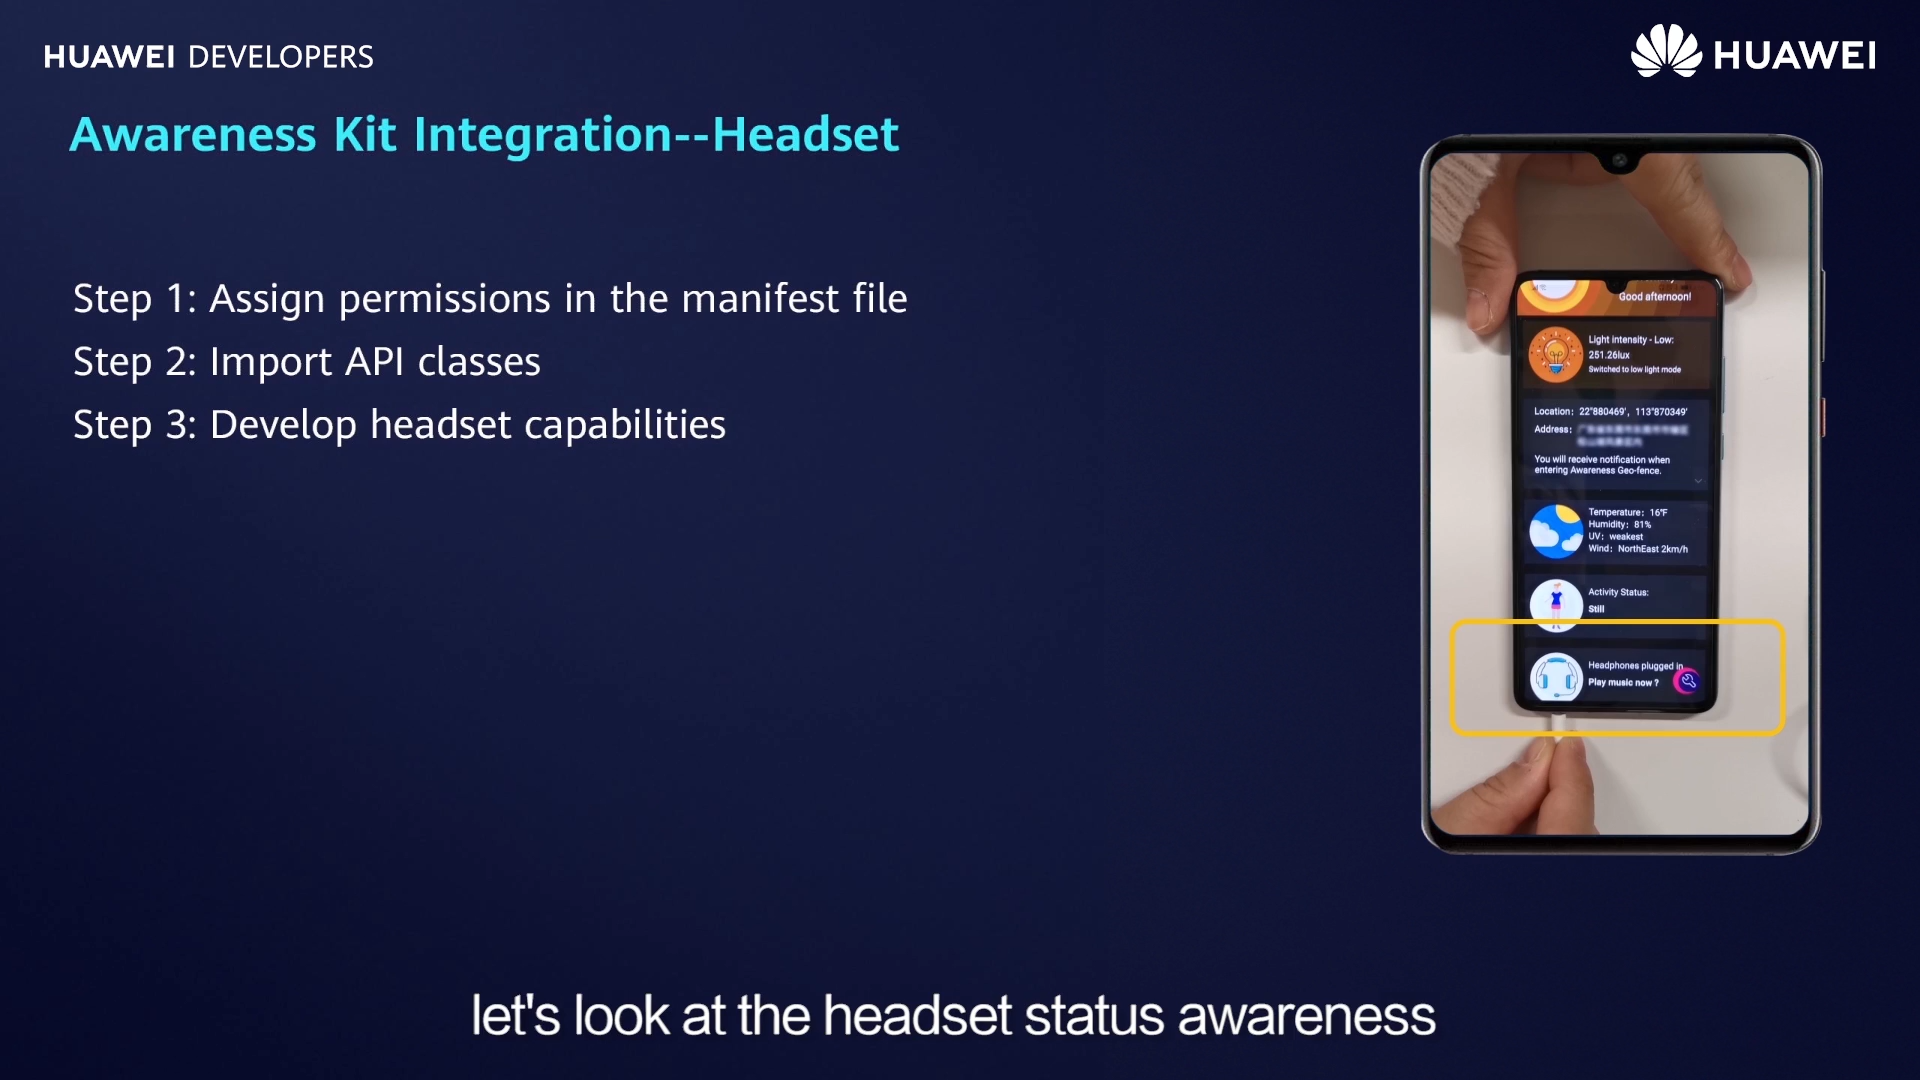 HUAWEI DEVELOPERS
HUAWEI
Awareness Kit Integration--Headset
Step 1: Assign permissions in the manifest file
Step 2: Import API classes
Step 3: Develop headset capabilities
Good afternoon!
Light intensity - Low:
251.26lux
Switched to low light mode
Location: 22°880469', 113°870349'
Address:
You will receive notification when
entering Awareness Geo-fence.
Temperature: 16°F
Humidity: 81%
UV: weakest
Wind: NorthEast 2km/h
Activity Status:
Still
Headphones plugged in
Play music now ?
let's look at the headset status awareness